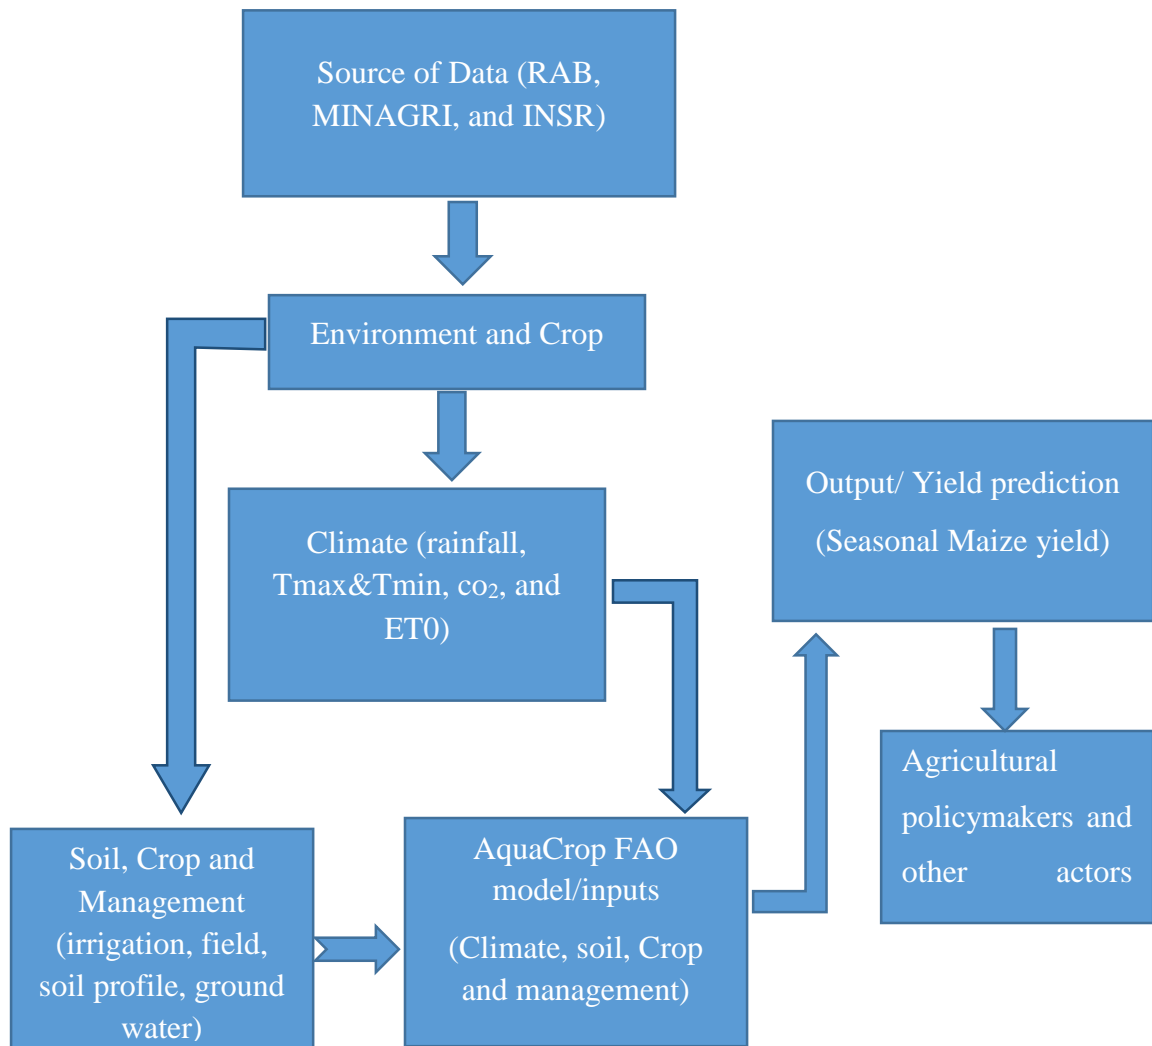 Source of Data (RAB,
MINAGRI, and INSR)
Environment and Crop
Climate (rainfall,
Tmax&Tmin, co₂, and
ET0)
Output/ Yield prediction
(Seasonal Maize yield)
Agricultural
policymakers and
other actors
Soil, Crop and
Management
(irrigation, field,
soil profile, ground
water)
AquaCrop FAO
model/inputs
(Climate, soil, Crop
and management)